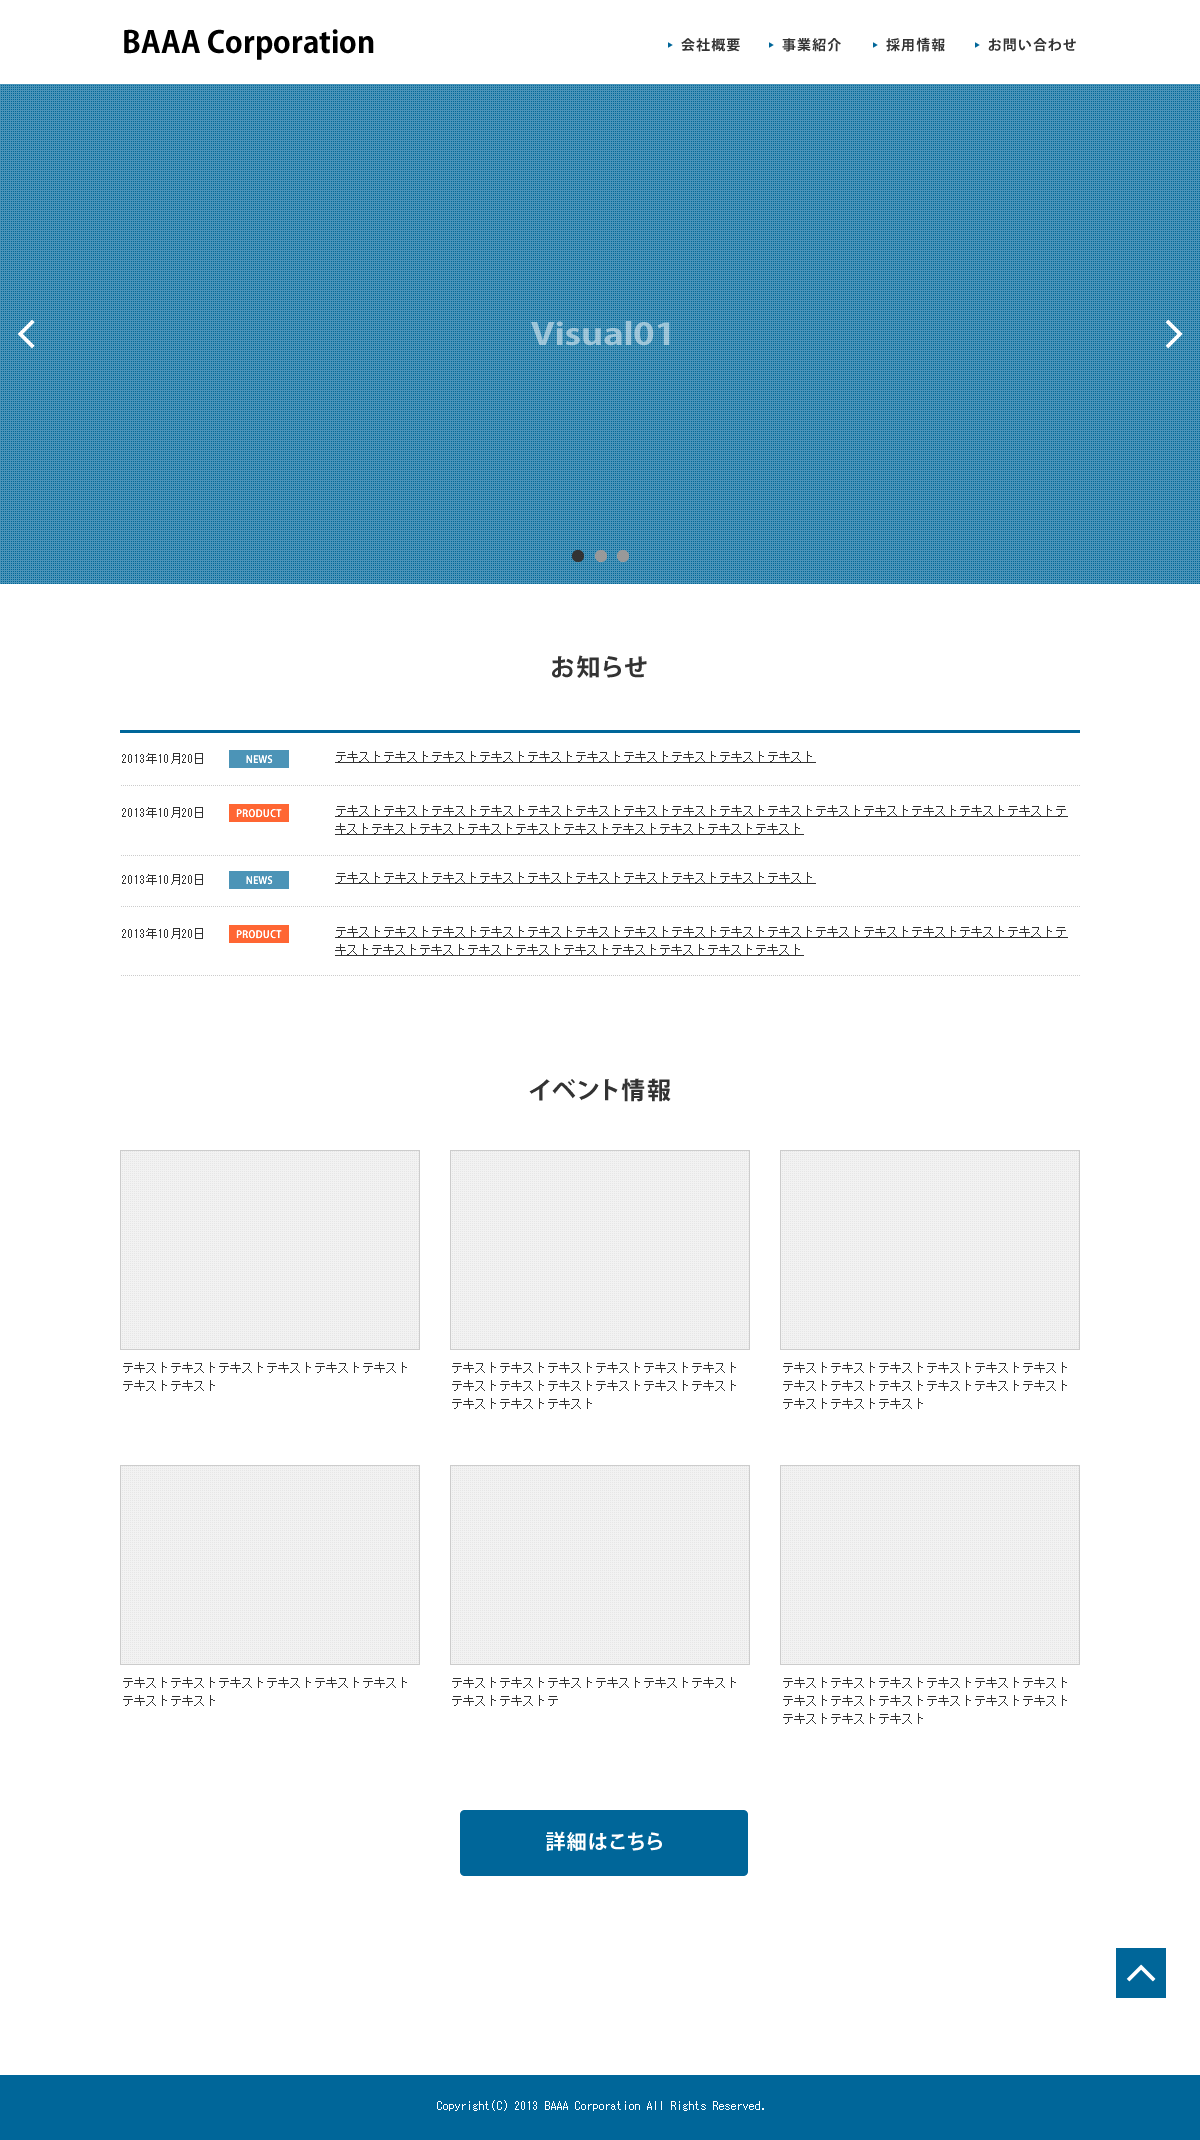 BAAA Corporation
会社概要
事業紹介
採用情報
お問い合わせ
Visual01
お知らせ
2013年10月20日 NEWS テキストテキストテキストテキストテキストテキストテキストテキストテキストテキスト
2013年10月20日 PRODUCT テキストテキストテキストテキストテキストテキストテキストテキストテキストテキストテキストテキストテキストテキストテキストテ
キストテキストテキストテキストテキストテキストテキストテキストテキストテキスト
2013年10月20日 NEWS テキストテキストテキストテキストテキストテキストテキストテキストテキストテキスト
2013年10月20日 PRODUCT テキストテキストテキストテキストテキストテキストテキストテキストテキストテキストテキストテキストテキストテキストテキストテ
キストテキストテキストテキストテキストテキストテキストテキストテキストテキスト
イベント情報
テキストテキストテキストテキストテキストテキスト
テキストテキスト
テキストテキストテキストテキストテキストテキスト
テキストテキストテキストテキストテキストテキスト
テキストテキストテキスト
テキストテキストテキストテキストテキストテキスト
テキストテキストテキストテキストテキストテキスト
テキストテキストテキスト
テキストテキストテキストテキストテキストテキスト
テキストテキスト
テキストテキストテキストテキストテキストテキスト
テキストテキストテ
テキストテキストテキストテキストテキストテキスト
テキストテキストテキストテキストテキストテキスト
テキストテキストテキスト
詳細はこちら
Copyright(C) 2013 BAAA Corporation All Rights Reserved.